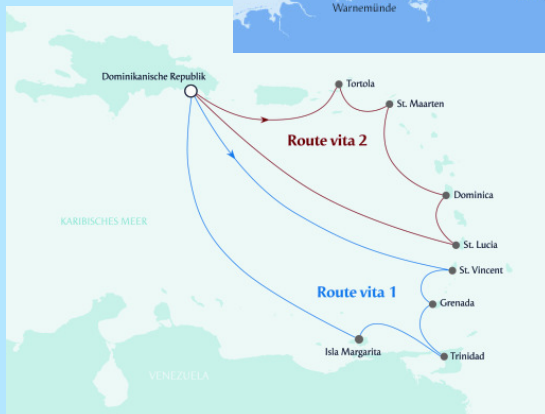 Warnemünde
Dominikanische Republik
Tortola
St. Maarten
Route vita 2
Dominica
KARIBISCHES MEER
St. Lucia
St. Vincent
Route vita 1
Grenada
Isla Margarita
Trinidad
VENEZUELA